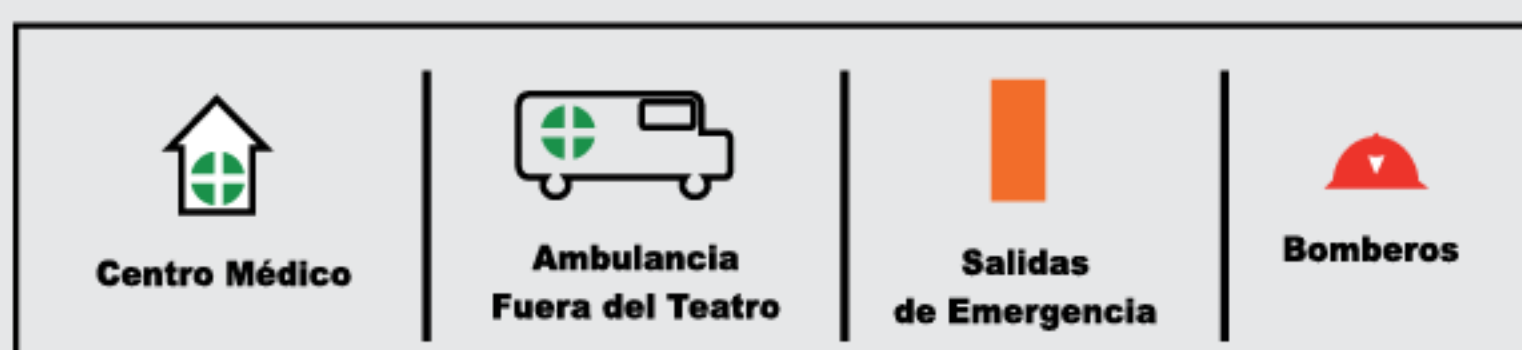 Centro Médico
Ambulancia
Fuera del Teatro
Salidas
de Emergencia
Bomberos